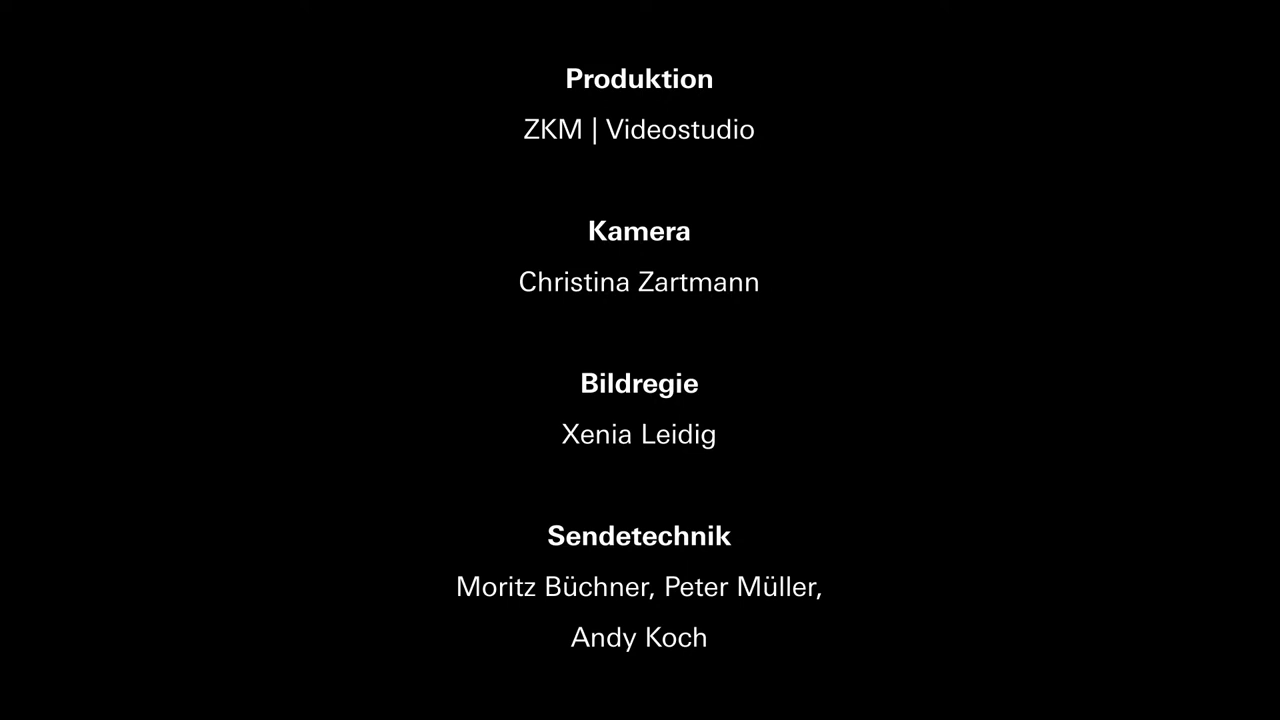 Produktion
ZKM | Videostudio
Kamera
Christina Zartmann
Bildregie
Xenia Leidig
Sendetechnik
Moritz Büchner, Peter Müller,
Andy Koch